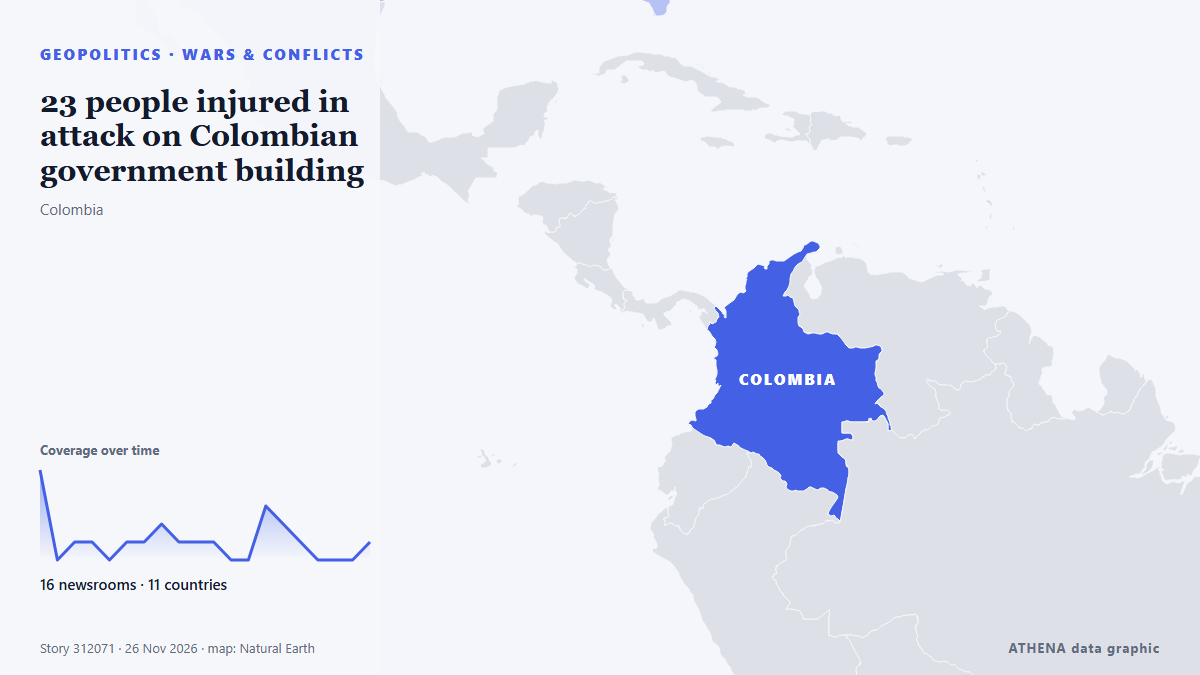 GEOPOLITICS · WARS & CONFLICTS
23 people injured in
attack on Colombian
government building
Colombia
COLOMBIA
Coverage over time
16 newsrooms · 11 countries
Story 312071 · 26 Nov 2026 · map: Natural Earth
ATHENA data graphic